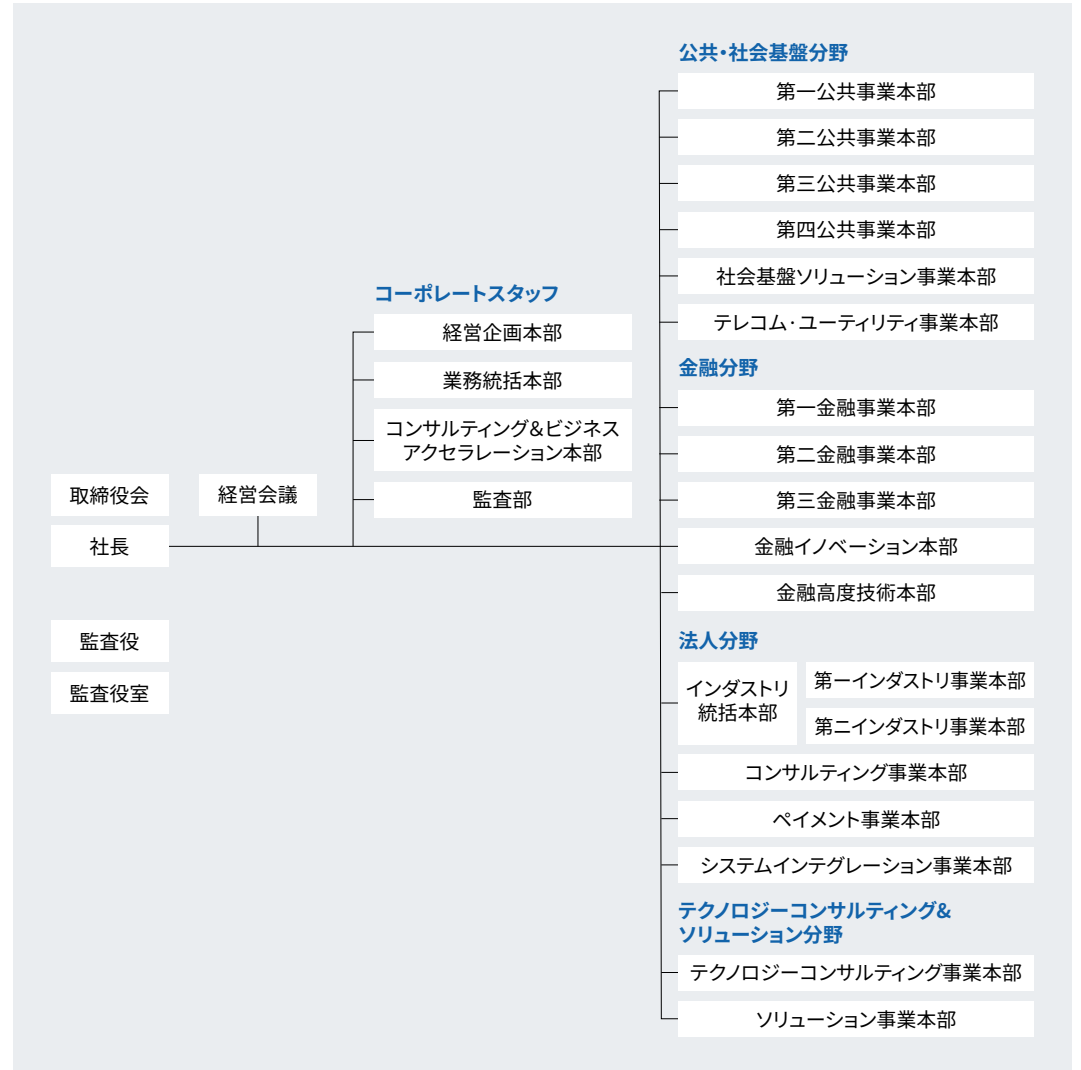 取締役会
社長
監査役
監査役室
経営会議
コーポレートスタッフ
経営企画本部
業務統括本部
コンサルティング&ビジネス
アクセラレーション本部
監査部
公共・社会基盤分野
第一公共事業本部
第二公共事業本部
第三公共事業本部
第四公共事業本部
社会基盤ソリューション事業本部
テレコム・ユーティリティ事業本部
金融分野
第一金融事業本部
第二金融事業本部
第三金融事業本部
金融イノベーション本部
金融高度技術本部
法人分野
インダストリ
統括本部
第一インダストリ事業本部
第二インダストリ事業本部
コンサルティング事業本部
ペイメント事業本部
システムインテグレーション事業本部
テクノロジーコンサルティング&
ソリューション分野
テクノロジーコンサルティング事業本部
ソリューション事業本部